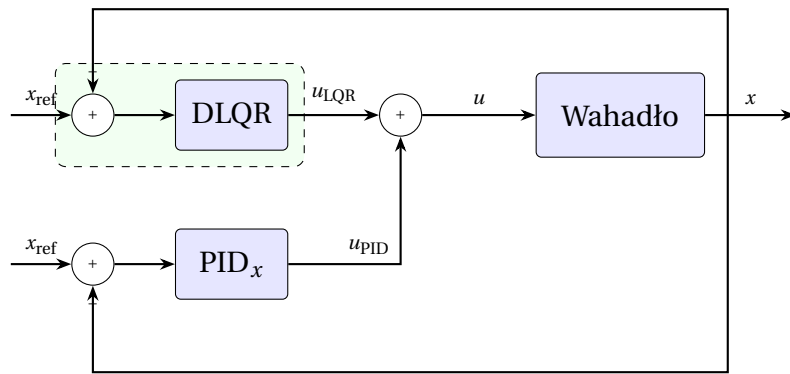 x_ref
+
−
DLQR
u_LQR
+
u
Wahadło
x
x_ref
+
−
PID_x
u_PID